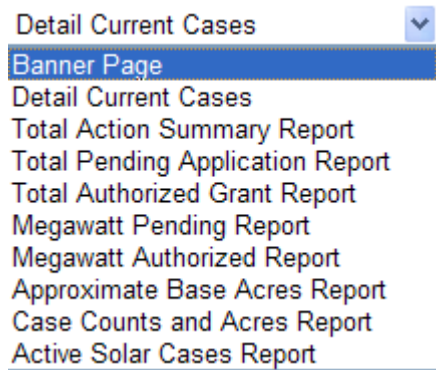 Detail Current Cases
Banner Page
Detail Current Cases
Total Action Summary Report
Total Pending Application Report
Total Authorized Grant Report
Megawatt Pending Report
Megawatt Authorized Report
Approximate Base Acres Report
Case Counts and Acres Report
Active Solar Cases Report